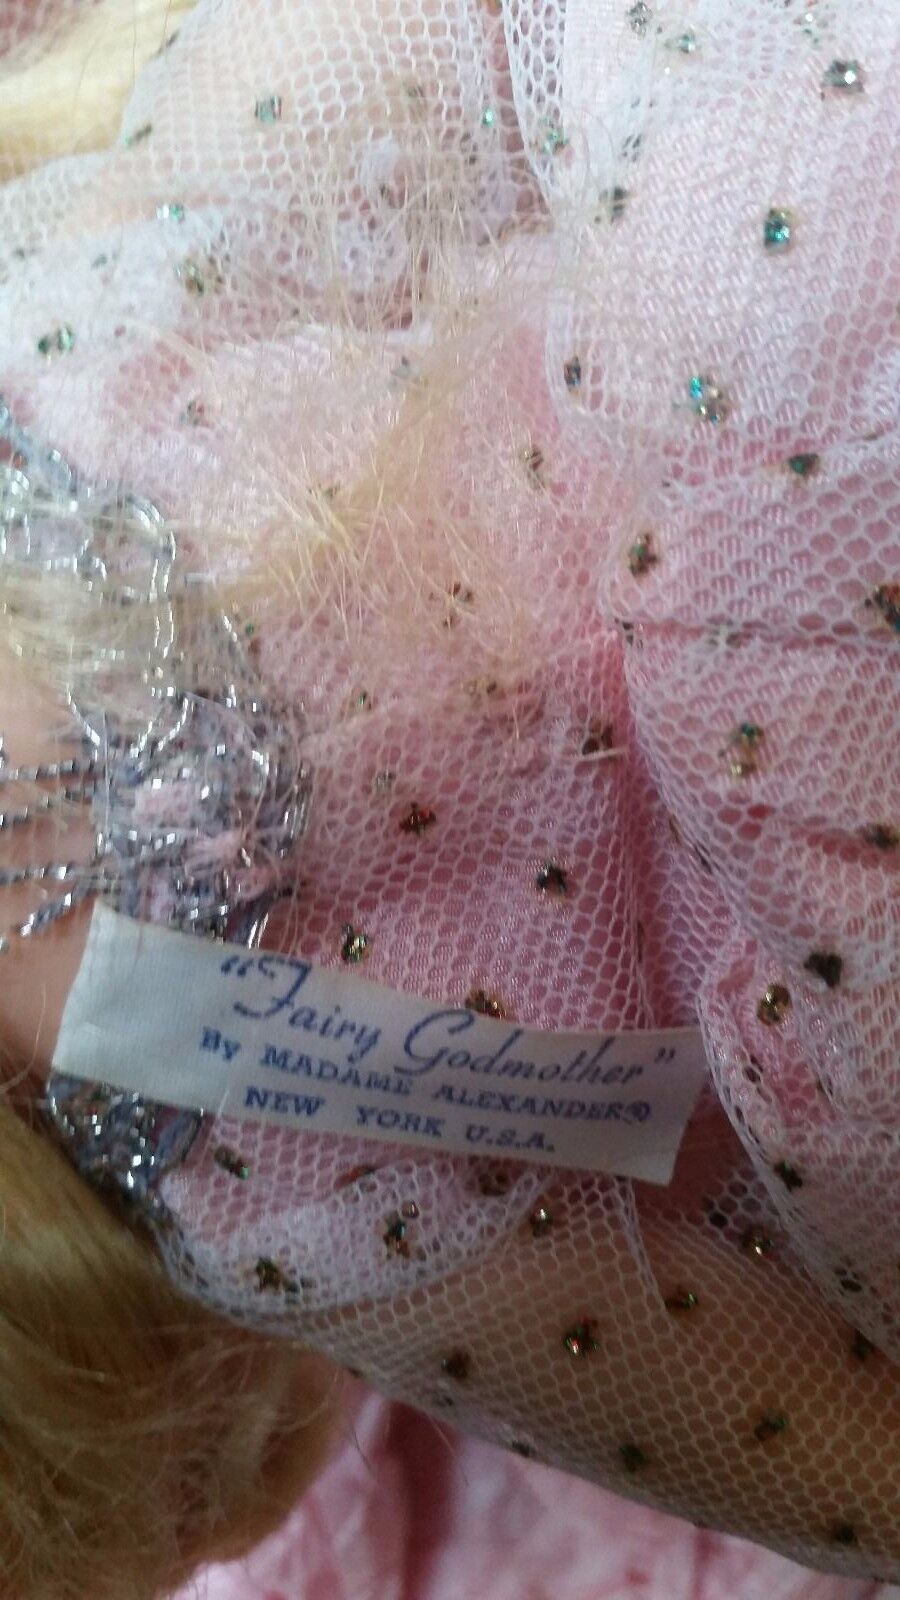 "Fairy Godmother"
By MADAME ALEXANDER®
NEW YORK U.S.A.